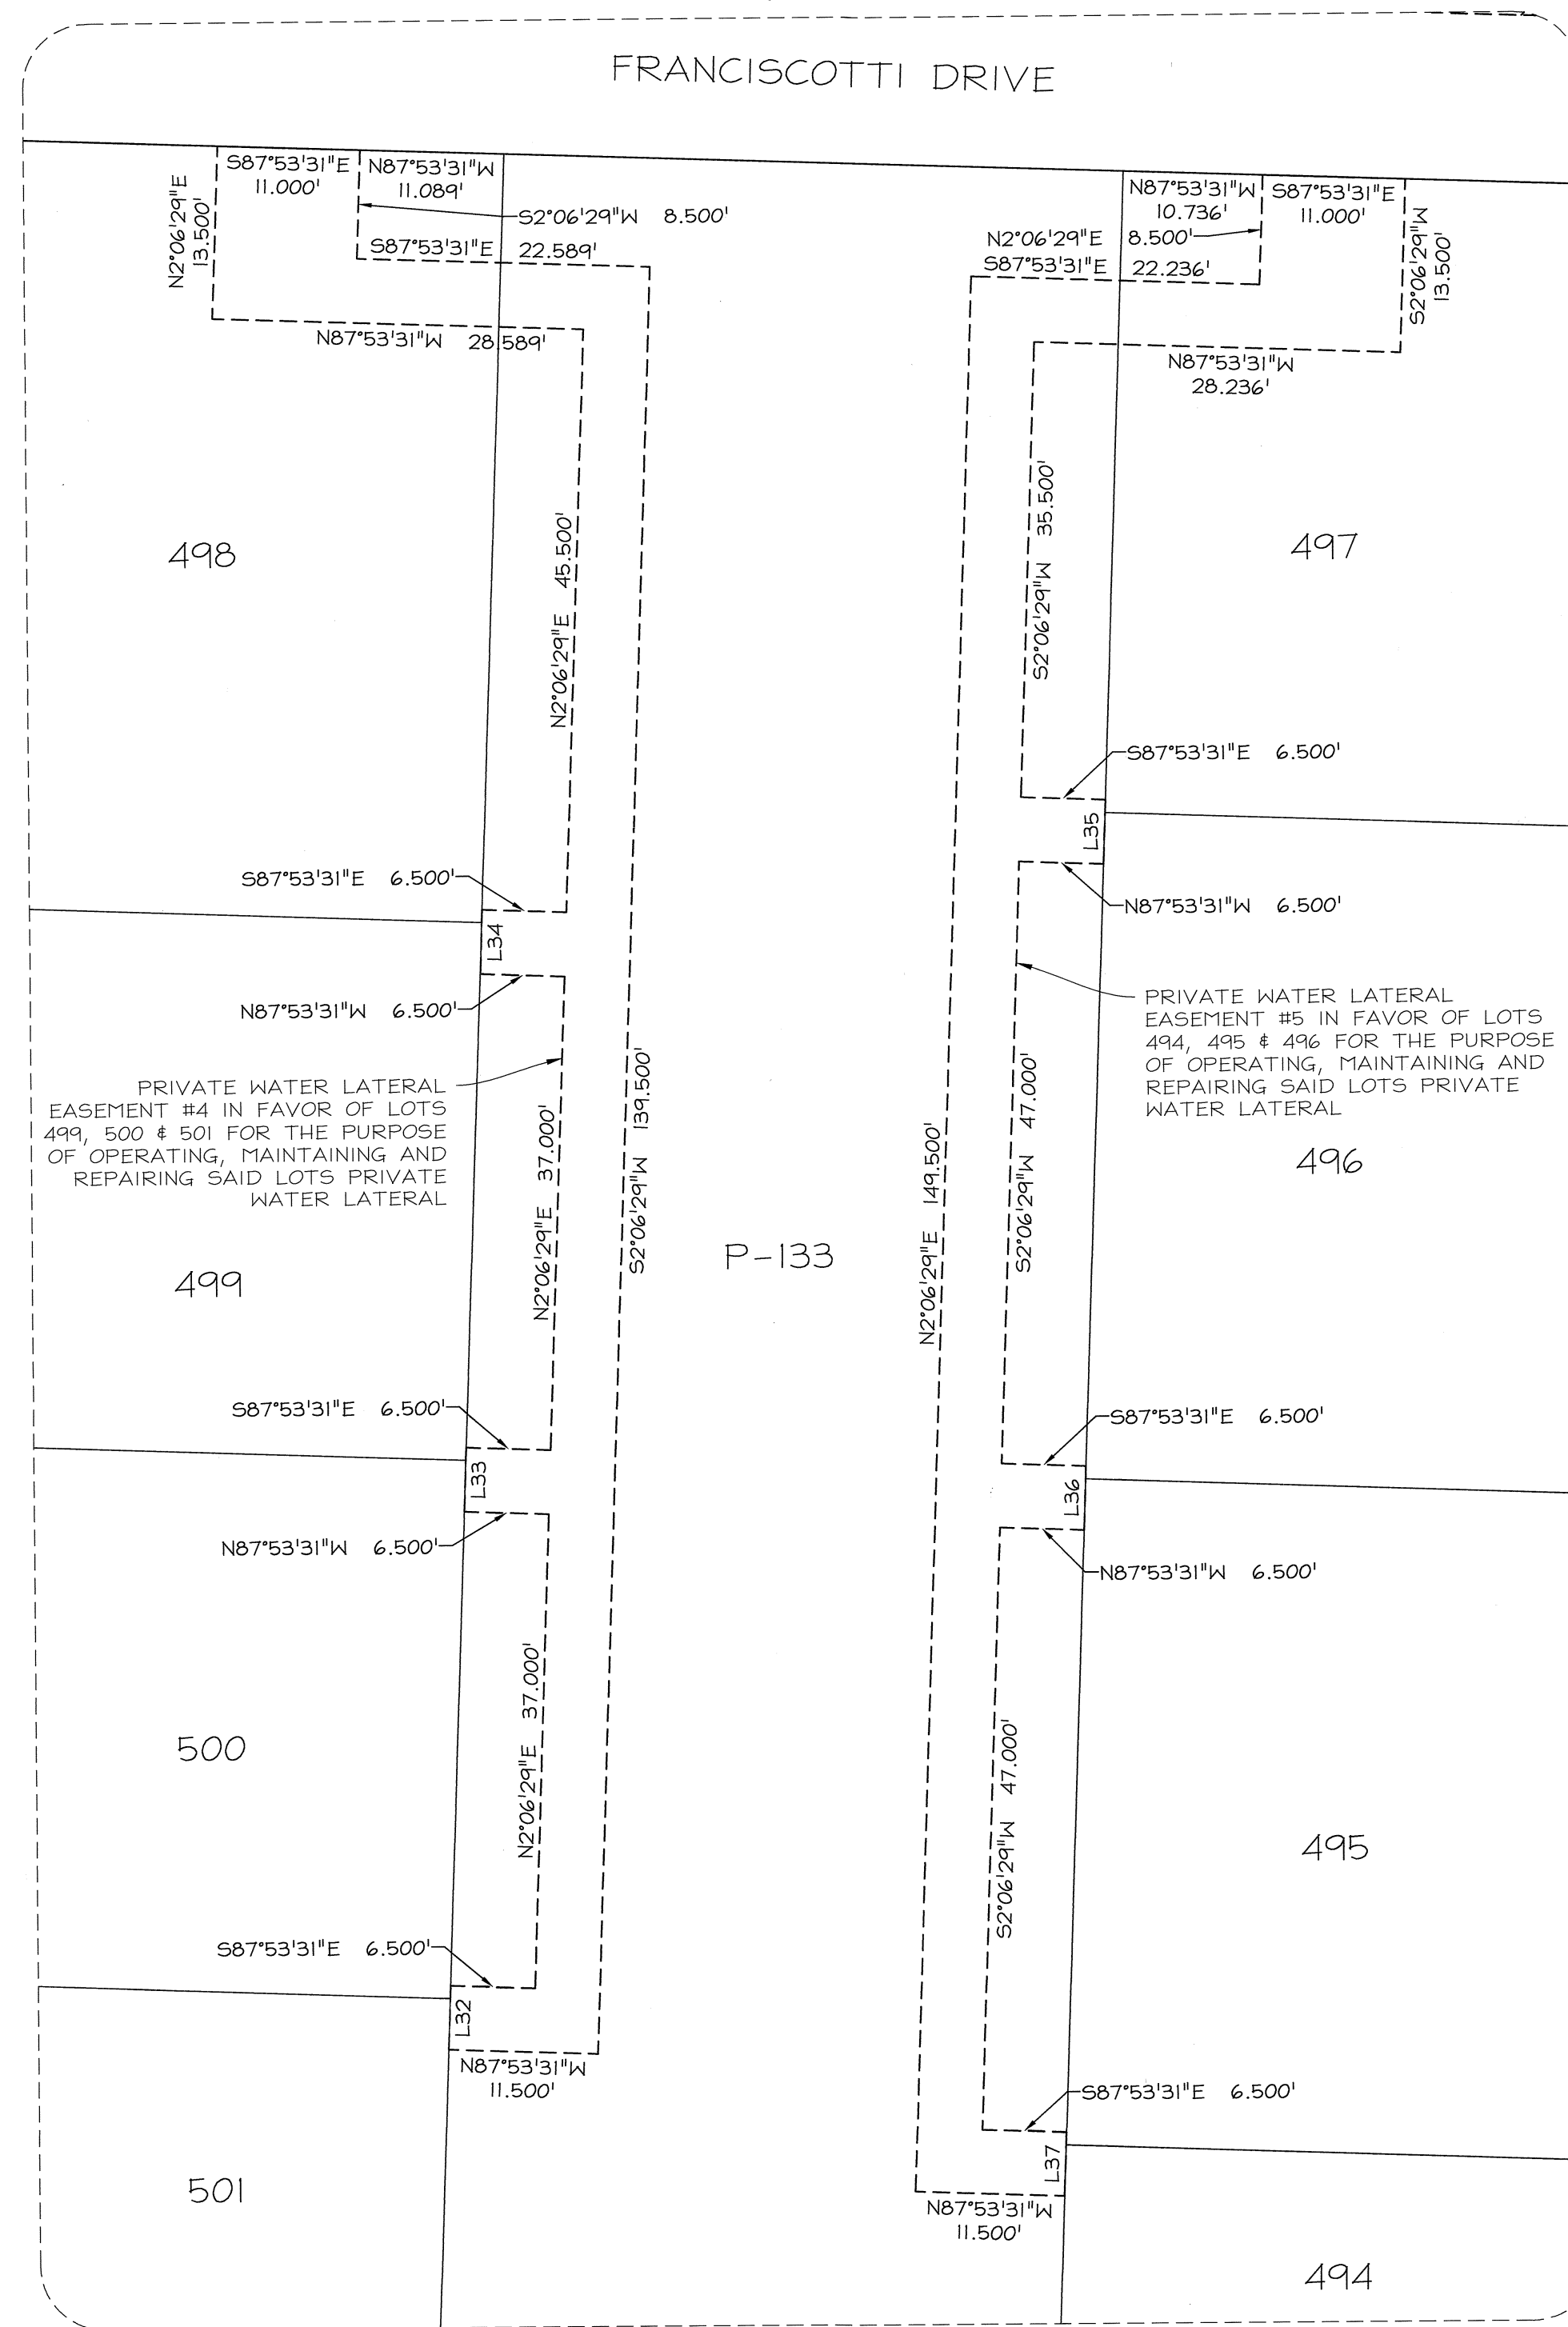 FRANCISCOTTI DRIVE
S87°53'31"E
11.000'
N87°53'31"W
11.089'
N2°06'29"E
13.500'
S2°06'29"W 8.500'
S87°53'31"E 22.589'
N87°53'31"W 28.589'
N87°53'31"W
10.736'
S87°53'31"E
11.000'
N2°06'29"E 8.500'
S87°53'31"E 22.236'
S2°06'29"W
13.500'
N87°53'31"W
28.236'
498
N2°06'29"E 45.500'
S2°06'29"W 35.500'
497
S87°53'31"E 6.500'
L35
S87°53'31"E 6.500'
L34
N87°53'31"W 6.500'
N87°53'31"W 6.500'
PRIVATE WATER LATERAL
EASEMENT #5 IN FAVOR OF LOTS
494, 495 & 496 FOR THE PURPOSE
OF OPERATING, MAINTAINING AND
REPAIRING SAID LOTS PRIVATE
WATER LATERAL
PRIVATE WATER LATERAL
EASEMENT #4 IN FAVOR OF LOTS
499, 500 & 501 FOR THE PURPOSE
OF OPERATING, MAINTAINING AND
REPAIRING SAID LOTS PRIVATE
WATER LATERAL
N2°06'29"E 37.000'
S2°06'29"W 139.500'
N2°06'29"E 149.500'
S2°06'29"W 47.000'
496
P-133
499
S87°53'31"E 6.500'
L33
N87°53'31"W 6.500'
S87°53'31"E 6.500'
L36
N87°53'31"W 6.500'
500
N2°06'29"E 37.000'
S2°06'29"W 47.000'
495
S87°53'31"E 6.500'
L32
N87°53'31"W
11.500'
S87°53'31"E 6.500'
L37
N87°53'31"W
11.500'
501
494